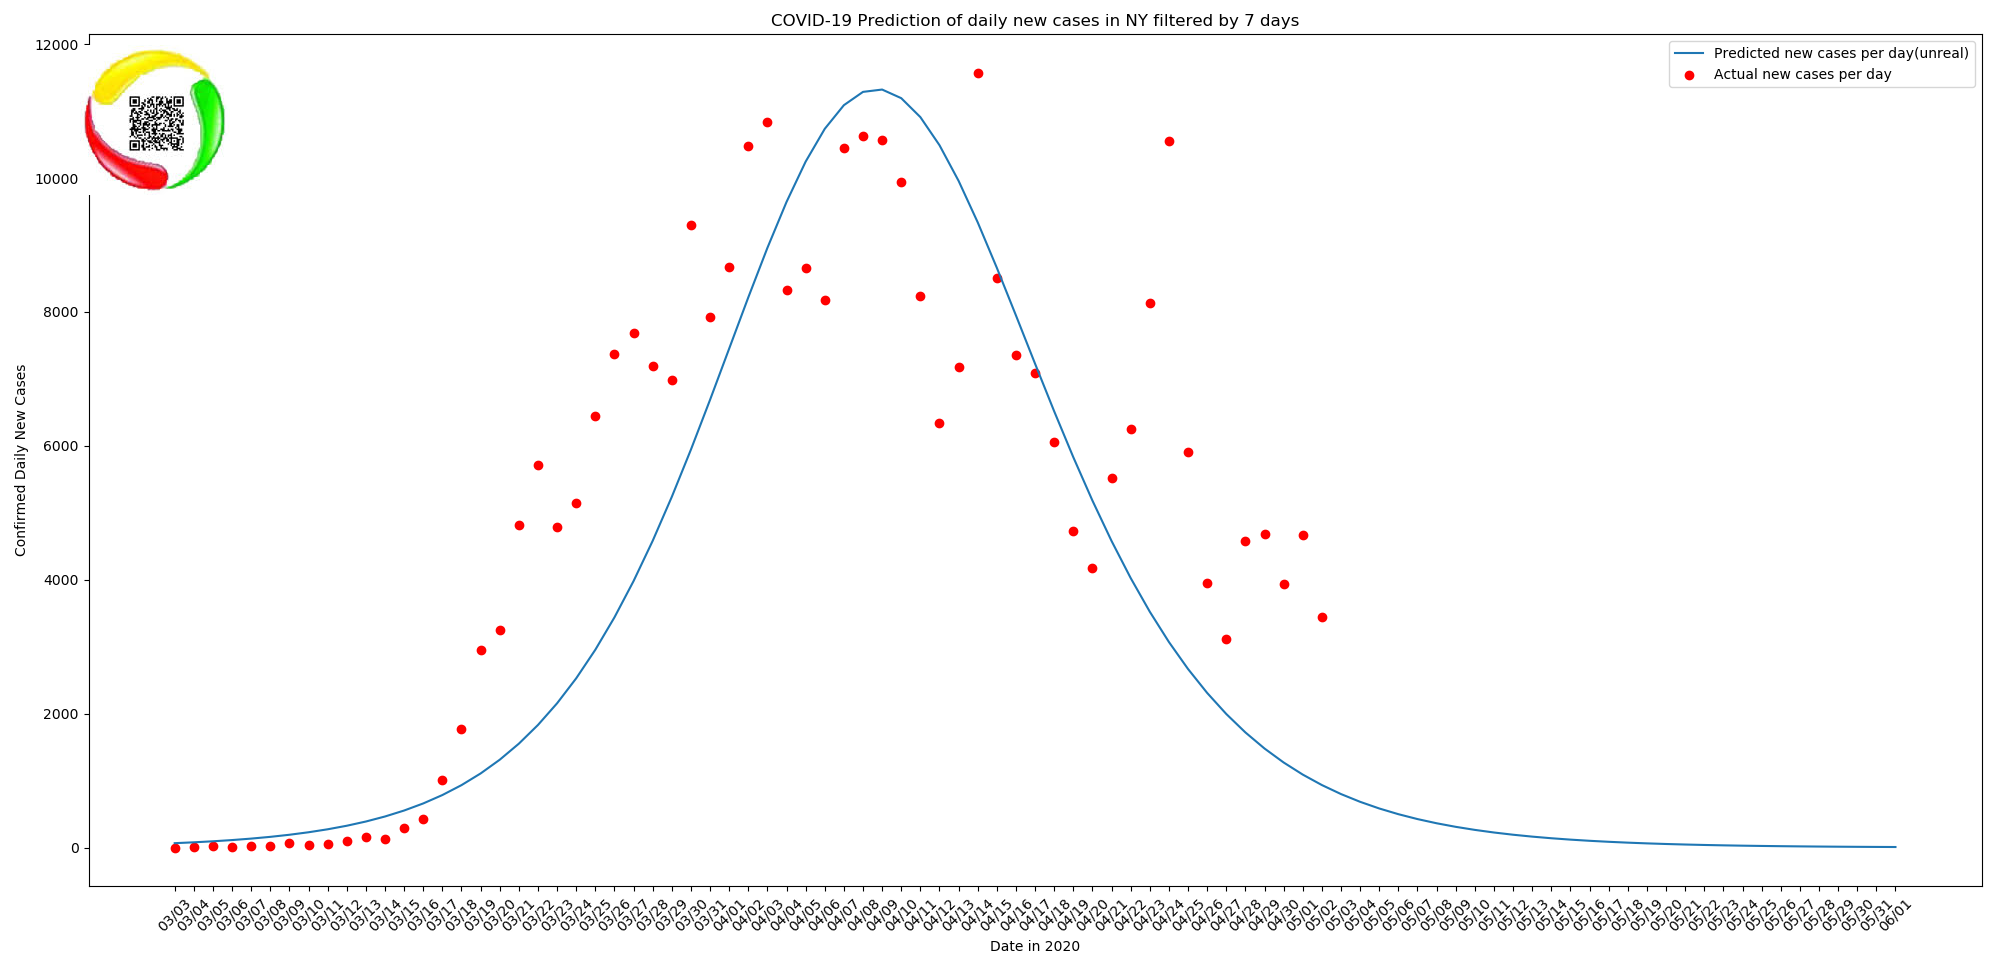 COVID-19 Prediction of daily new cases in NY filtered by 7 days
Predicted new cases per day(unreal)
Actual new cases per day
12000
10000
8000
6000
4000
2000
0
Confirmed Daily New Cases
03/03 03/04 03/05 03/06 03/07 03/08 03/09 03/10 03/11 03/12 03/13 03/14 03/15 03/16 03/17 03/18 03/19 03/20 03/21 03/22 03/23 03/24 03/25 03/26 03/27 03/28 03/29 03/30 03/31 04/01 04/02 04/03 04/04 04/05 04/06 04/07 04/08 04/09 04/10 04/11 04/12 04/13 04/14 04/15 04/16 04/17 04/18 04/19 04/20 04/21 04/22 04/23 04/24 04/25 04/26 04/27 04/28 04/29 04/30 05/01 05/02 05/03 05/04 05/05 05/06 05/07 05/08 05/09 05/10 05/11 05/12 05/13 05/14 05/15 05/16 05/17 05/18 05/19 05/20 05/21 05/22 05/23 05/24 05/25 05/26 05/27 05/28 05/29 05/30 05/31 06/01
Date in 2020